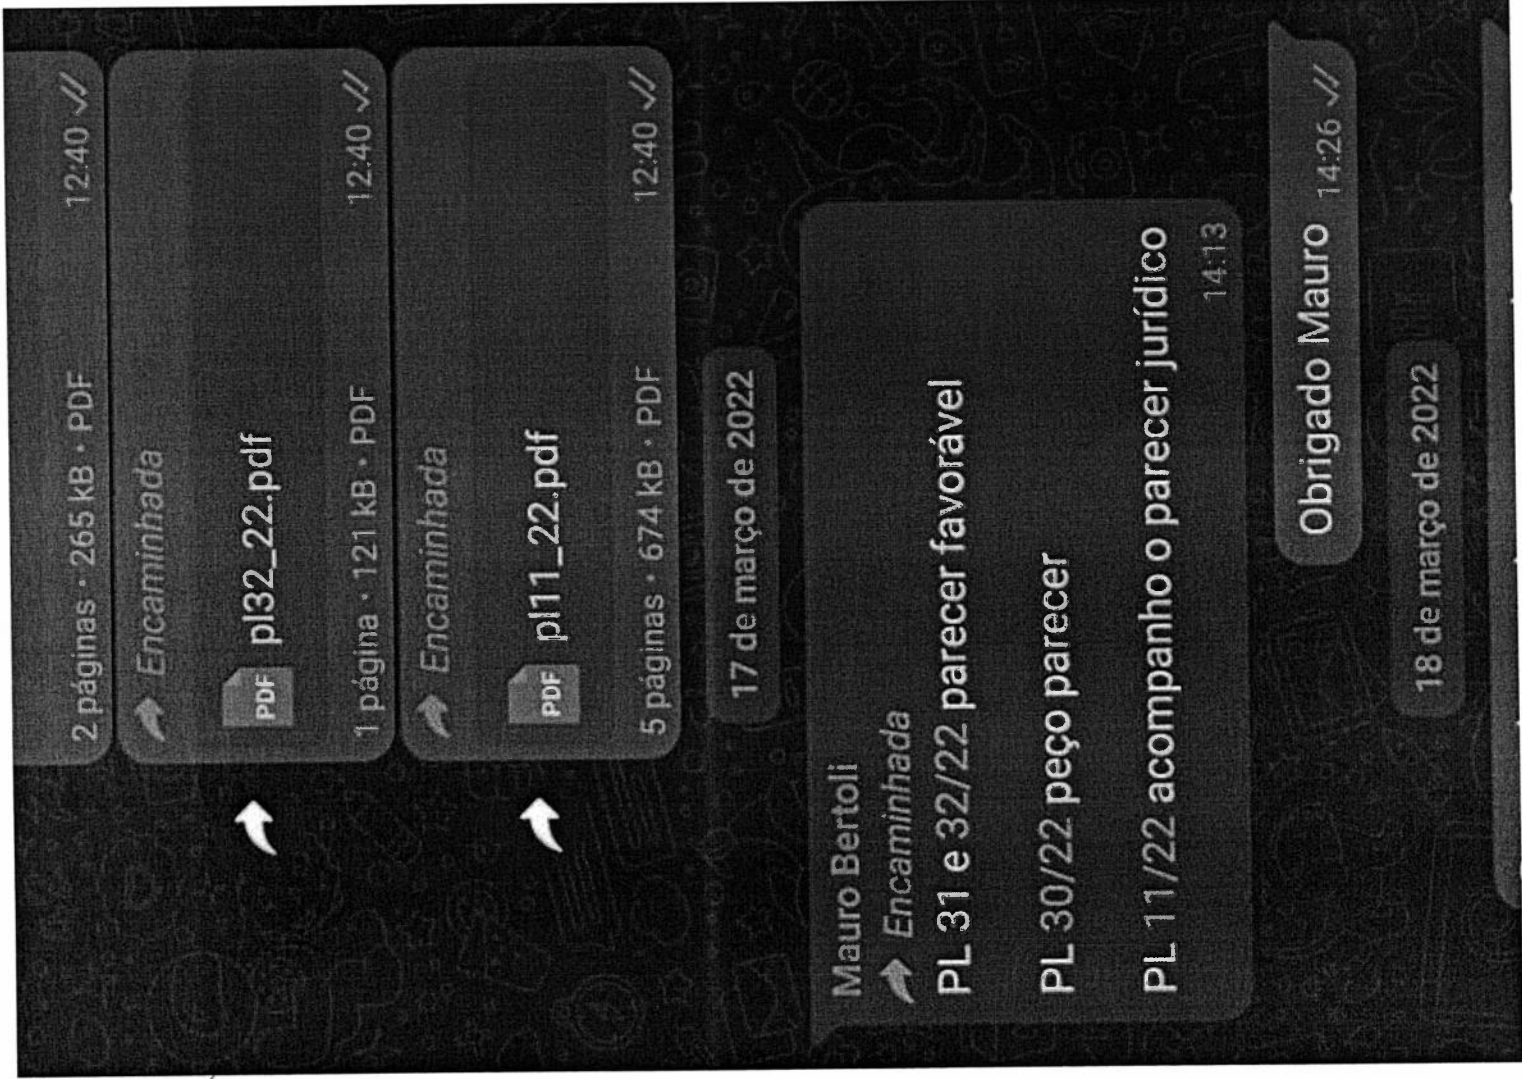 2 páginas · 265 kB · PDF 12:40
Encaminhada
PDF pl32_22.pdf
1 página · 121 kB · PDF 12:40
Encaminhada
PDF pl11_22.pdf
5 páginas · 674 kB · PDF 12:40
17 de março de 2022
Mauro Bertoli
Encaminhada
PL 31 e 32/22 parecer favorável
PL 30/22 peço parecer
PL 11/22 acompanho o parecer jurídico
14:13
Obrigado Mauro 14:26
18 de março de 2022